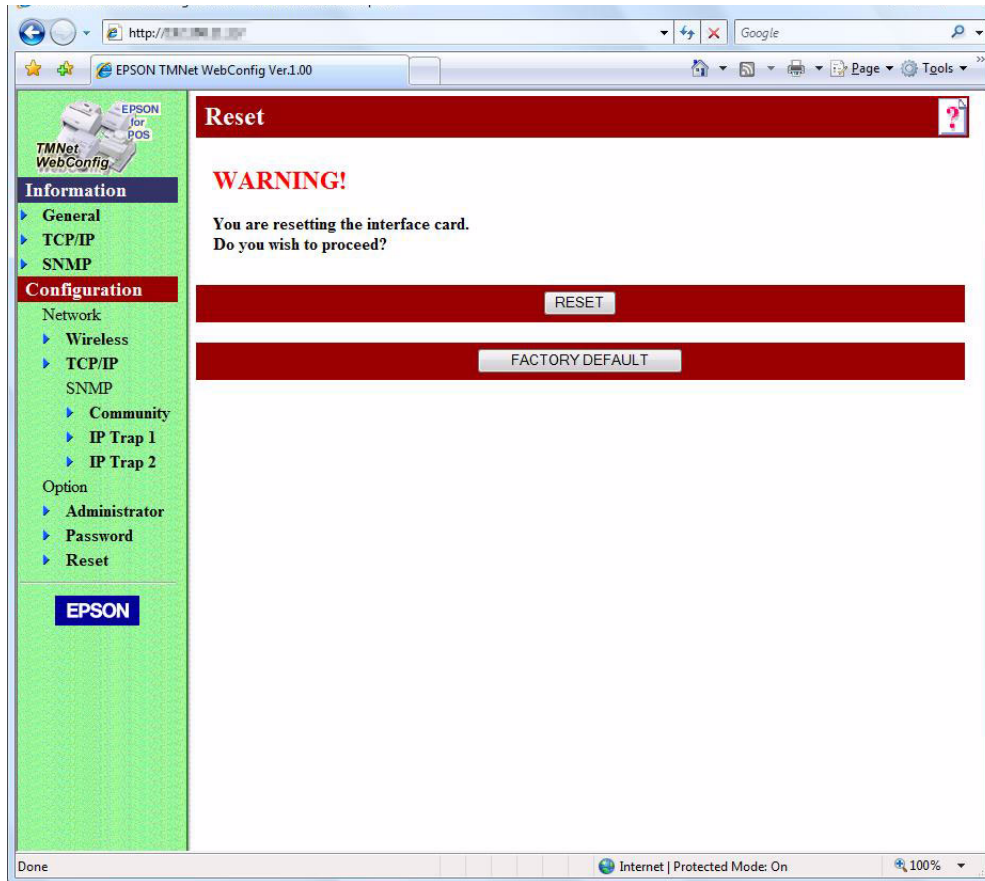 http://
Google
EPSON TMNet WebConfig Ver.1.00
Page
Tools
EPSON
for
POS
TMNet
WebConfig
Information
General
TCP/IP
SNMP
Configuration
Network
Wireless
TCP/IP
SNMP
Community
IP Trap 1
IP Trap 2
Option
Administrator
Password
Reset
EPSON
Reset
?
WARNING!
You are resetting the interface card.
Do you wish to proceed?
RESET
FACTORY DEFAULT
Done
Internet | Protected Mode: On
100%